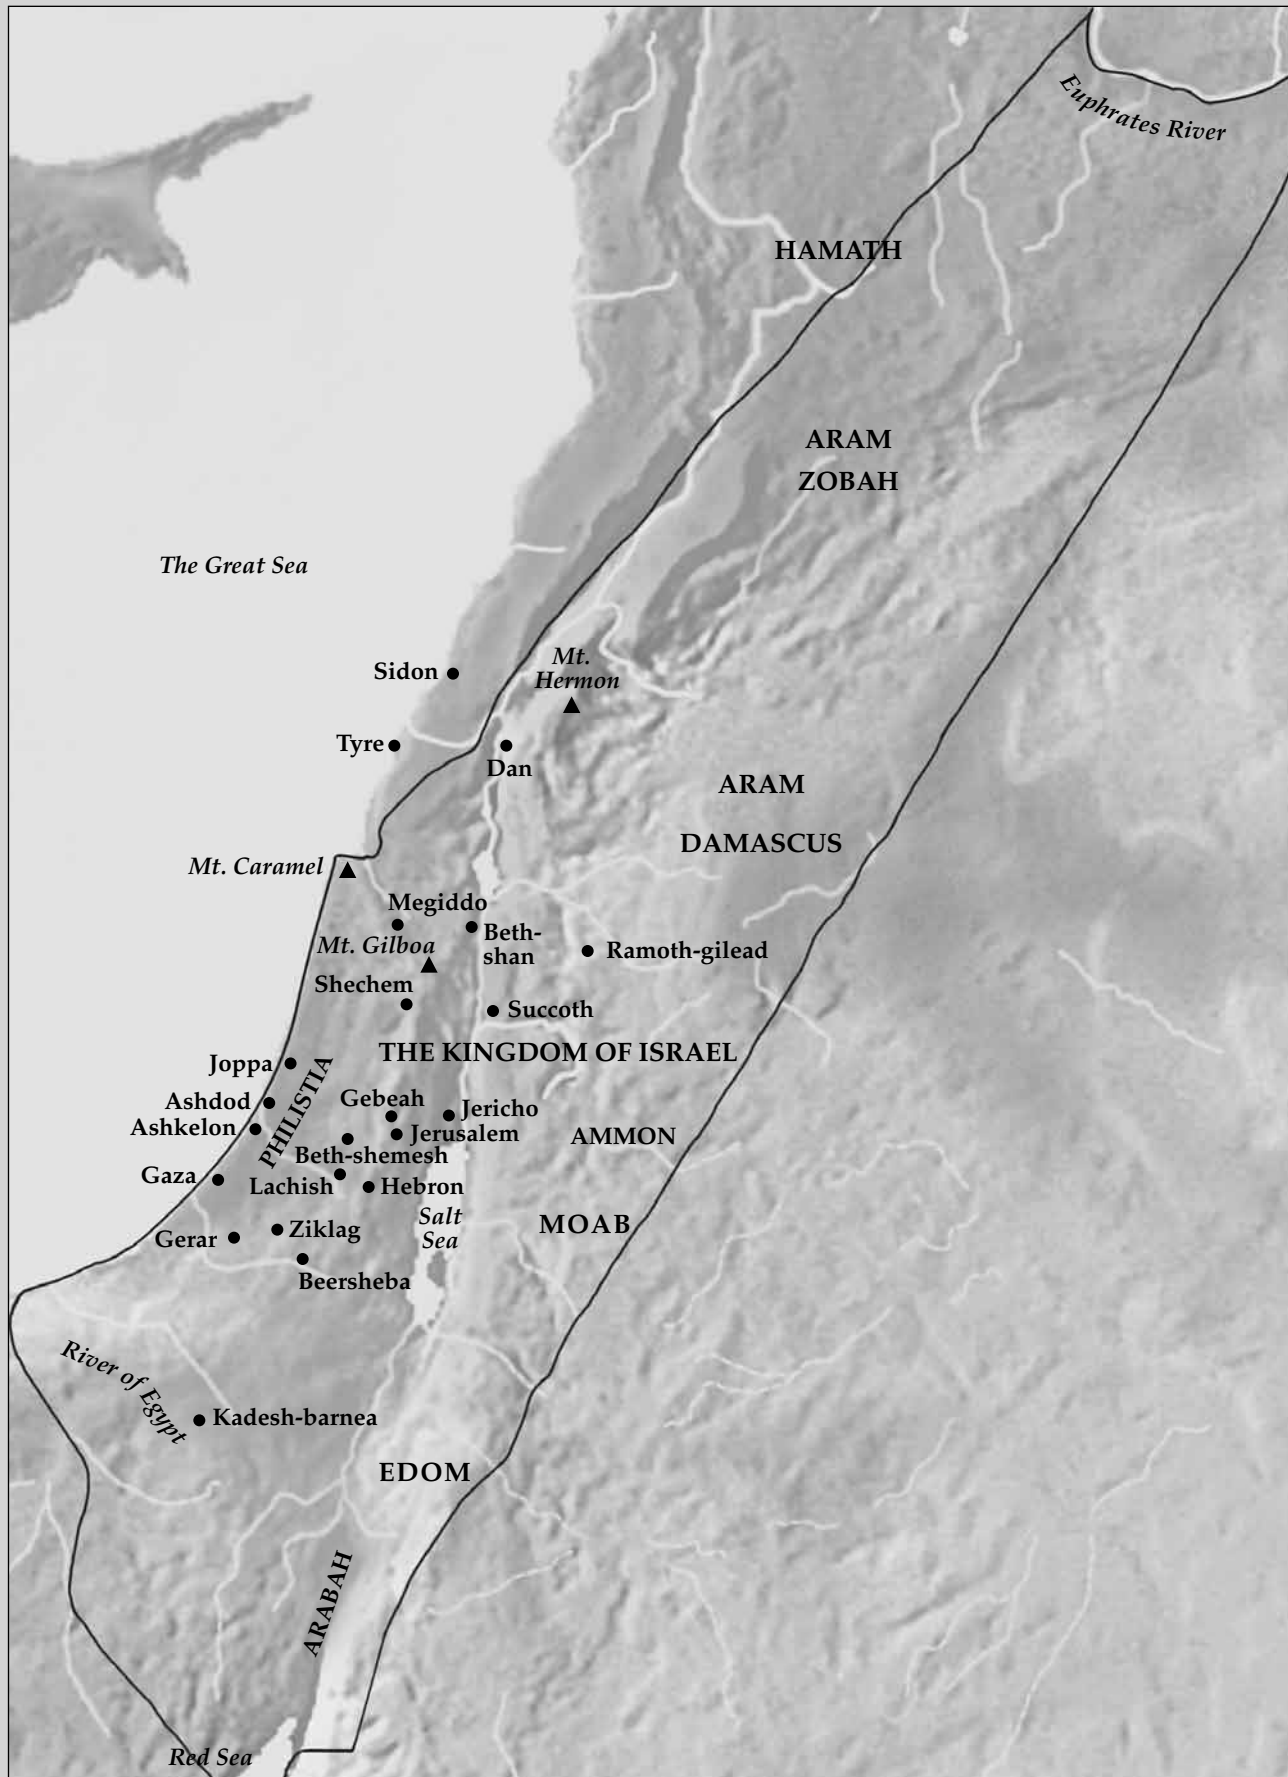 Euphrates River
HAMATH
ARAM
ZOBAH
The Great Sea
Mt.
Hermon
Sidon
Tyre
Dan
ARAM
DAMASCUS
Mt. Caramel
Megiddo
Beth-
shan
Mt. Gilboa
Ramoth-gilead
Shechem
Succoth
THE KINGDOM OF ISRAEL
Joppa
PHILISTIA
Ashdod
Gebeah
Jericho
Ashkelon
Jerusalem
AMMON
Beth-shemesh
Gaza
Lachish
Hebron
Salt
Sea
MOAB
Ziklag
Gerar
Beersheba
River of Egypt
Kadesh-barnea
EDOM
ARABAH
Red Sea